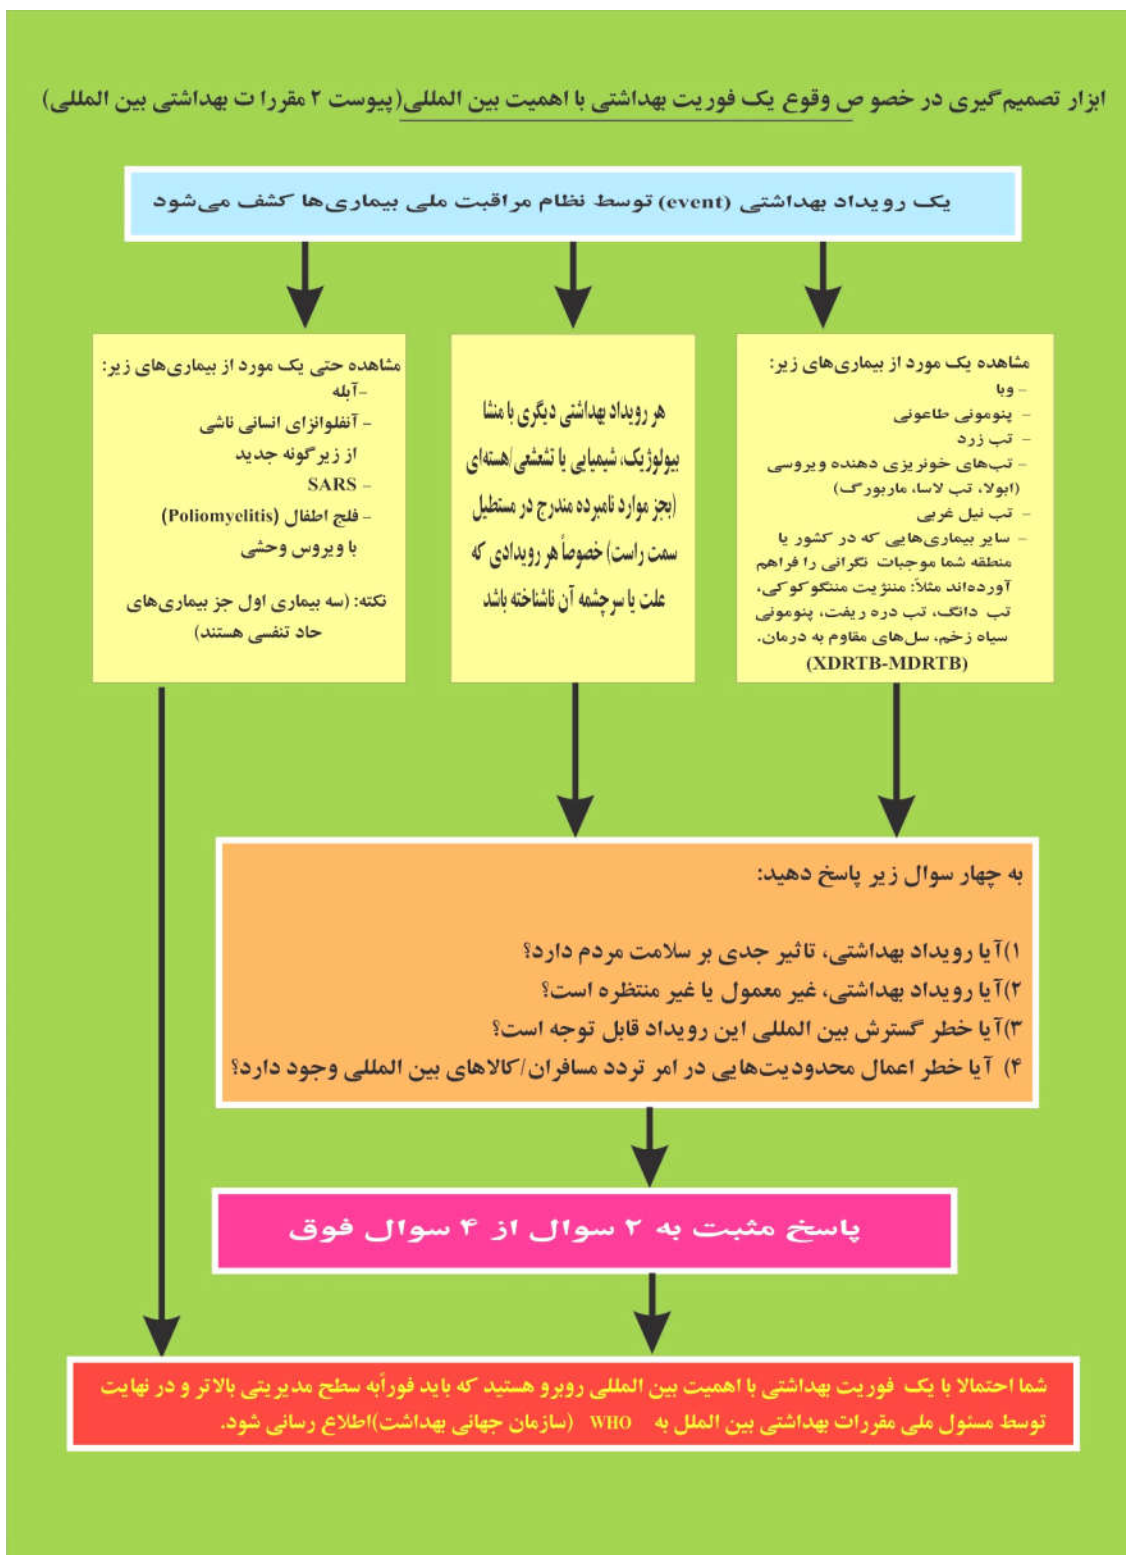 ابزار تصمیم گیری در خصو ص وقوع یک فوریت بهداشتی با اهمیت بین المللی(پیوست ۲ مقررا ت بهداشتی بین المللی)
یک رویداد بهداشتی (event) توسط نظام مراقبت ملی بیماری‌ها کشف می‌شود
مشاهده یک مورد از بیماری‌های زیر:
- وبا
- پنومونی طاعونی
- تب زرد
- تب‌های خونریزی دهنده ویروسی
(ابولا، تب لاسا، ماربورگ)
- تب نیل غربی
- سایر بیماری‌هایی که در کشور یا
منطقه شما موجبات نگرانی را فراهم
آورده‌اند مثلاً: مننژیت مننگوکوکی،
تب دانگ، تب دره ریفت، پنومونی
سیاه زخم، سل‌های مقاوم به درمان.
(XDRTB-MDRTB)
هر رویداد بهداشتی دیگری با منشا
بیولوژیک، شیمیایی یا تشعشعی/هسته‌ای
(بجز موارد نامبرده مندرج در مستطیل
سمت راست) خصوصاً هر رویدادی که
علت یا سرچشمه آن ناشناخته باشد
مشاهده حتی یک مورد از بیماری‌های زیر:
-آبله
- آنفلوانزای انسانی ناشی
از زیرگونه جدید
- SARS
- فلج اطفال (Poliomyelitis)
با ویروس وحشی
نکته: (سه بیماری اول جز بیماری‌های
حاد تنفسی هستند)
به چهار سوال زیر پاسخ دهید:
۱)آیا رویداد بهداشتی، تاثیر جدی بر سلامت مردم دارد؟
۲)آیا رویداد بهداشتی، غیر معمول یا غیر منتظره است؟
۳)آیا خطر گسترش بین المللی این رویداد قابل توجه است؟
۴) آیا خطر اعمال محدودیت‌هایی در امر تردد مسافران/کالاهای بین المللی وجود دارد؟
پاسخ مثبت به ۲ سوال از ۴ سوال فوق
شما احتمالا با یک فوریت بهداشتی با اهمیت بین المللی روبرو هستید که باید فوراًبه سطح مدیریتی بالاتر و در نهایت
توسط مسئول ملی مقررات بهداشتی بین الملل به WHO (سازمان جهانی بهداشت)اطلاع رسانی شود.